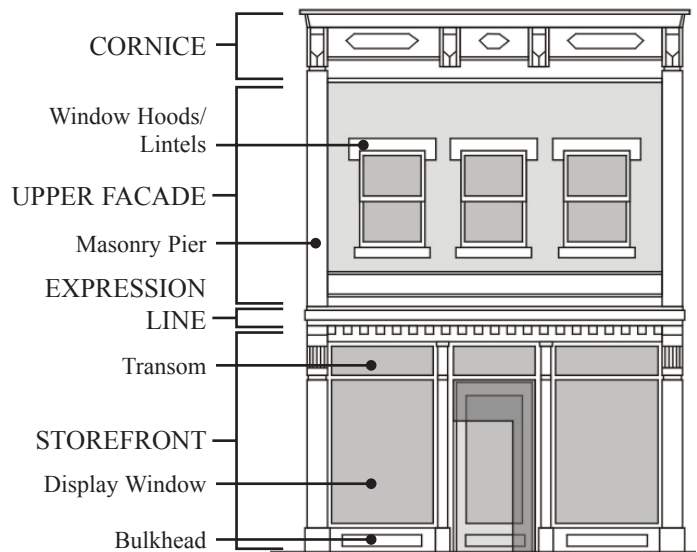 CORNICE
Window Hoods/
Lintels
UPPER FACADE
Masonry Pier
EXPRESSION
LINE
Transom
STOREFRONT
Display Window
Bulkhead